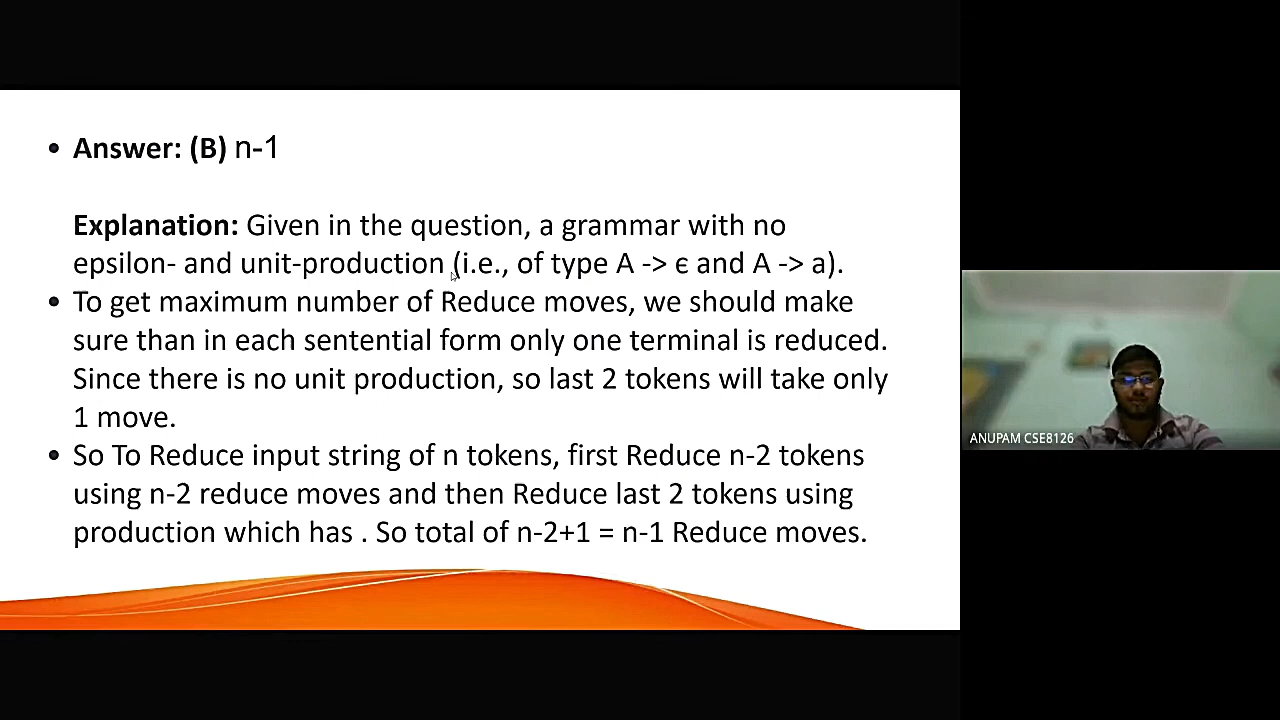 • Answer: (B) n-1
Explanation: Given in the question, a grammar with no
epsilon- and unit-production (i.e., of type A -> є and A -> a).
• To get maximum number of Reduce moves, we should make
sure than in each sentential form only one terminal is reduced.
Since there is no unit production, so last 2 tokens will take only
1 move.
• So To Reduce input string of n tokens, first Reduce n-2 tokens
using n-2 reduce moves and then Reduce last 2 tokens using
production which has . So total of n-2+1 = n-1 Reduce moves.
ANUPAM CSE8126